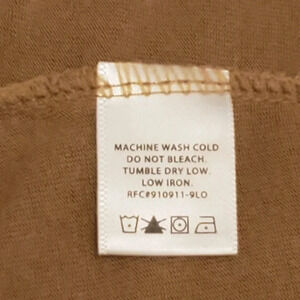 MACHINE WASH COLD
DO NOT BLEACH.
TUMBLE DRY LOW.
LOW IRON.
RFC#910911-9LO